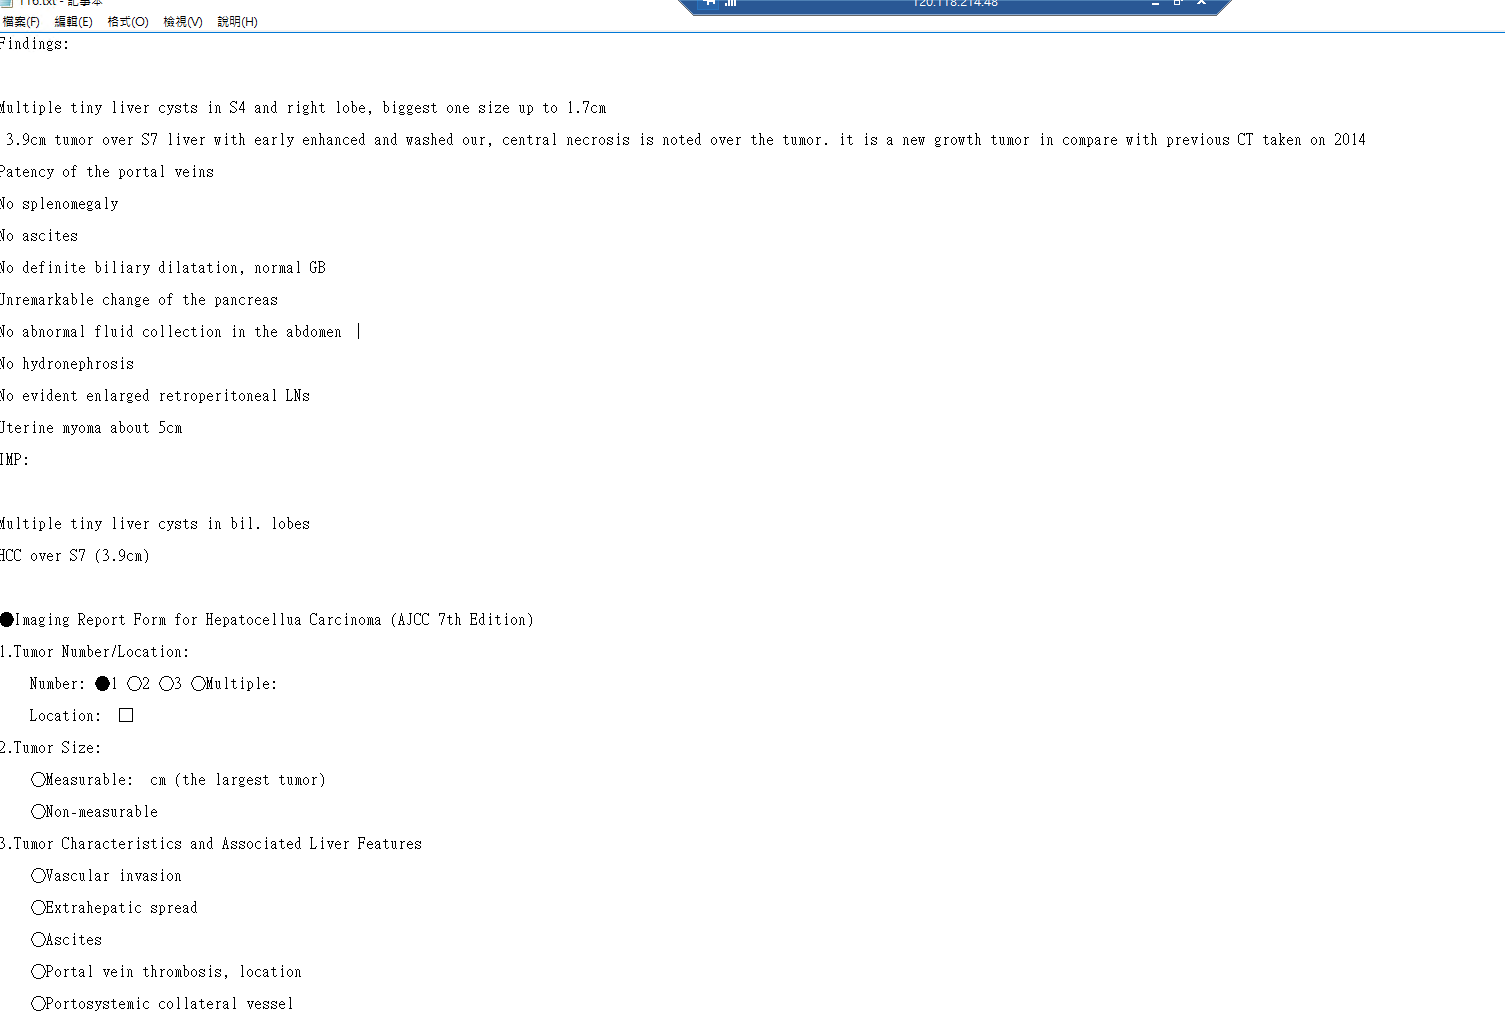 116.txt - 記事本
120.118.214.48
檔案(F) 編輯(E) 格式(O) 檢視(V) 說明(H)
Findings:
Multiple tiny liver cysts in S4 and right lobe, biggest one size up to 1.7cm
3.9cm tumor over S7 liver with early enhanced and washed our, central necrosis is noted over the tumor. it is a new growth tumor in compare with previous CT taken on 2014
Patency of the portal veins
No splenomegaly
No ascites
No definite biliary dilatation, normal GB
Unremarkable change of the pancreas
No abnormal fluid collection in the abdomen
No hydronephrosis
No evident enlarged retroperitoneal LNs
Uterine myoma about 5cm
IMP:
Multiple tiny liver cysts in bil. lobes
HCC over S7 (3.9cm)
●Imaging Report Form for Hepatocellua Carcinoma (AJCC 7th Edition)
1.Tumor Number/Location:
Number: ●1 ○2 ○3 ○Multiple:
Location: □
2.Tumor Size:
○Measurable: cm (the largest tumor)
○Non-measurable
3.Tumor Characteristics and Associated Liver Features
○Vascular invasion
○Extrahepatic spread
○Ascites
○Portal vein thrombosis, location
○Portosystemic collateral vessel